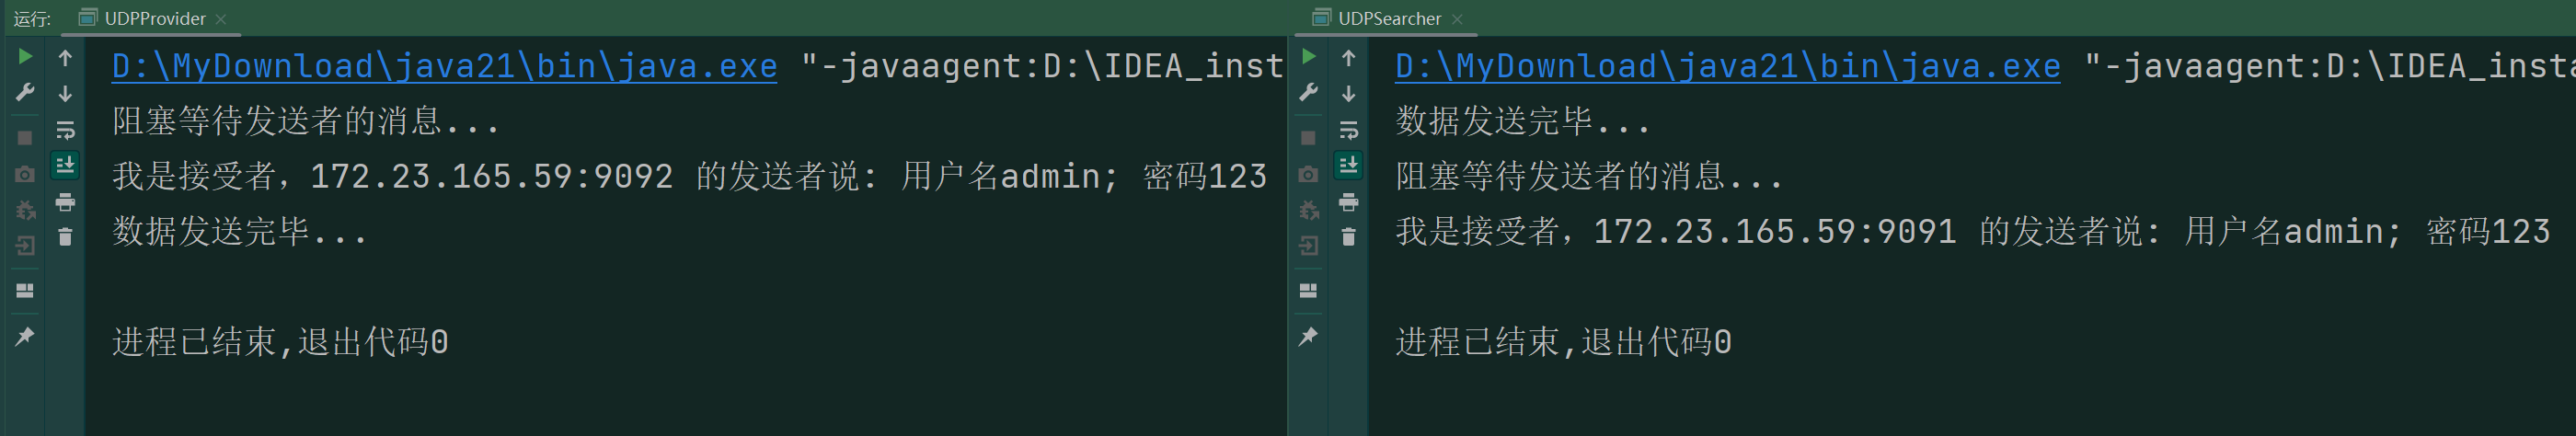 运行: UDPProvider
D:\MyDownload\java21\bin\java.exe "-javaagent:D:\IDEA_inst
阻塞等待发送者的消息...
我是接受者，172.23.165.59:9092 的发送者说: 用户名admin; 密码123
数据发送完毕...
进程已结束,退出代码0
UDPSearcher
D:\MyDownload\java21\bin\java.exe "-javaagent:D:\IDEA_insta
数据发送完毕...
阻塞等待发送者的消息...
我是接受者，172.23.165.59:9091 的发送者说: 用户名admin; 密码123
进程已结束,退出代码0